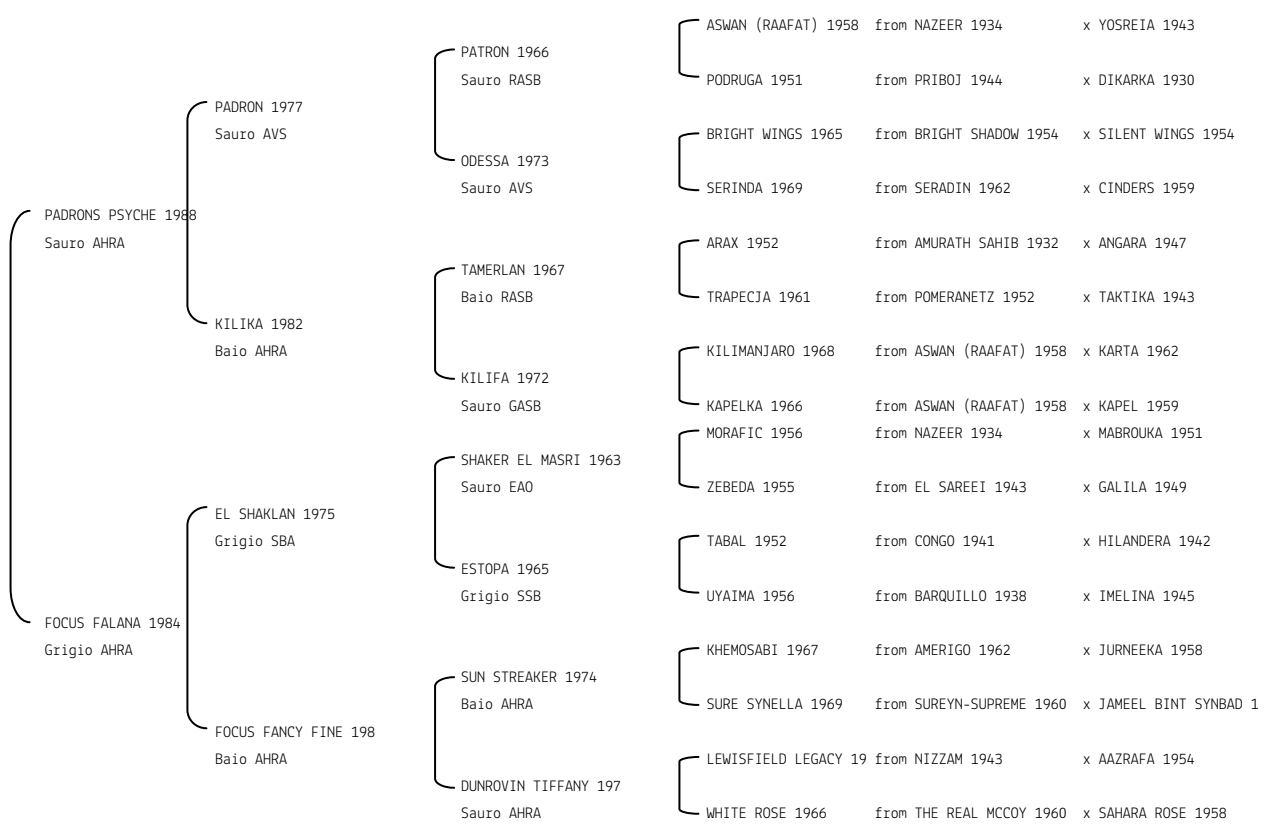 ASWAN (RAAFAT) 1958 from NAZEER 1934 x YOSREIA 1943
PATRON 1966
Sauro RASB PODRUGA 1951 from PRIBOJ 1944 x DIKARKA 1930
PADRON 1977
Sauro AVS BRIGHT WINGS 1965 from BRIGHT SHADOW 1954 x SILENT WINGS 1954
ODESSA 1973
Sauro AVS SERINDA 1969 from SERADIN 1962 x CINDERS 1959
PADRONS PSYCHE 1988
Sauro AHRA ARAX 1952 from AMURATH SAHIB 1932 x ANGARA 1947
TAMERLAN 1967
Baio RASB TRAPECJA 1961 from POMERANETZ 1952 x TAKTIKA 1943
KILIKA 1982
Baio AHRA KILIMANJARO 1968 from ASWAN (RAAFAT) 1958 x KARTA 1962
KILIFA 1972
Sauro GASB KAPELKA 1966 from ASWAN (RAAFAT) 1958 x KAPEL 1959
MORAFIC 1956 from NAZEER 1934 x MABROUKA 1951
SHAKER EL MASRI 1963
Sauro EAO ZEBEDA 1955 from EL SAREEI 1943 x GALILA 1949
EL SHAKLAN 1975
Grigio SBA TABAL 1952 from CONGO 1941 x HILANDERA 1942
ESTOPA 1965
Grigio SSB UYAIMA 1956 from BARQUILLO 1938 x IMELINA 1945
FOCUS FALANA 1984
Grigio AHRA KHEMOSABI 1967 from AMERIGO 1962 x JURNEEKA 1958
SUN STREAKER 1974
Baio AHRA SURE SYNELLA 1969 from SUREYN-SUPREME 1960 x JAMEEL BINT SYNBAD 1
FOCUS FANCY FINE 198
Baio AHRA LEWISFIELD LEGACY 19 from NIZZAM 1943 x AAZRAFA 1954
DUNROVIN TIFFANY 197
Sauro AHRA WHITE ROSE 1966 from THE REAL MCCOY 1960 x SAHARA ROSE 1958